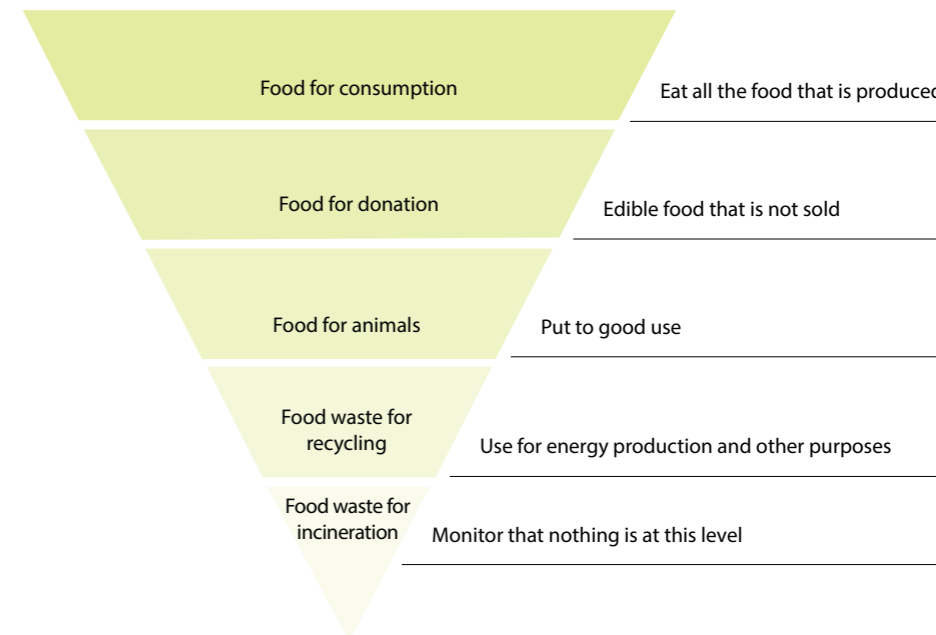 Food for consumption
Eat all the food that is produced
Food for donation
Edible food that is not sold
Food for animals
Put to good use
Food waste for
recycling
Use for energy production and other purposes
Food waste for
incineration
Monitor that nothing is at this level